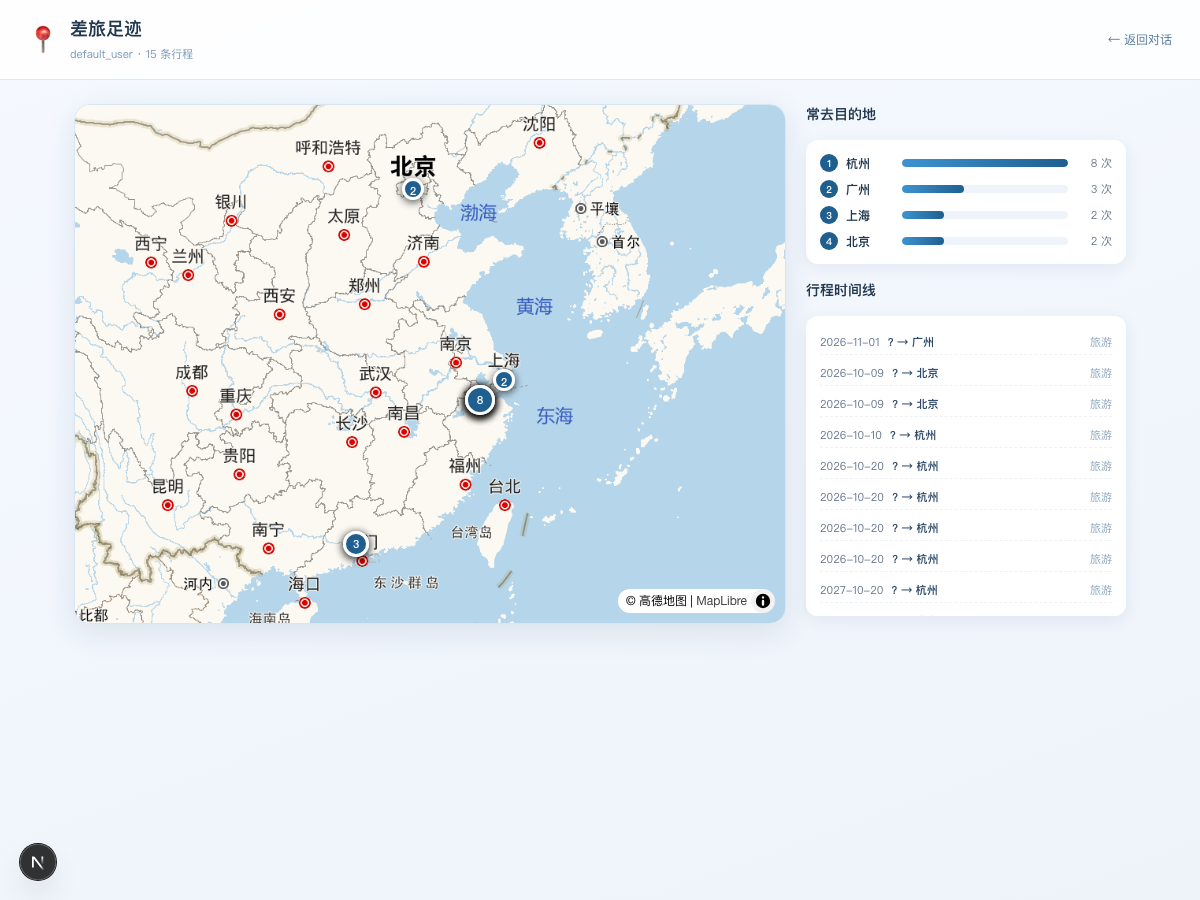 差旅足迹
default_user · 15 条行程
← 返回对话
沈阳
呼和浩特
北京
2
银川
太原
渤海
平壤
西宁
兰州
济南
首尔
西安
郑州
黄海
南京
上海
2
成都
重庆
武汉
8
南昌
长沙
东海
贵阳
福州
昆明
台北
南宁
3
门
台湾岛
河内
海口
东沙群岛
比都
海南岛
© 高德地图 | MapLibre
常去目的地
1 杭州 8 次
2 广州 3 次
3 上海 2 次
4 北京 2 次
行程时间线
2026-11-01 ? → 广州 旅游
2026-10-09 ? → 北京 旅游
2026-10-09 ? → 北京 旅游
2026-10-10 ? → 杭州 旅游
2026-10-20 ? → 杭州 旅游
2026-10-20 ? → 杭州 旅游
2026-10-20 ? → 杭州 旅游
2026-10-20 ? → 杭州 旅游
2027-10-20 ? → 杭州 旅游
N